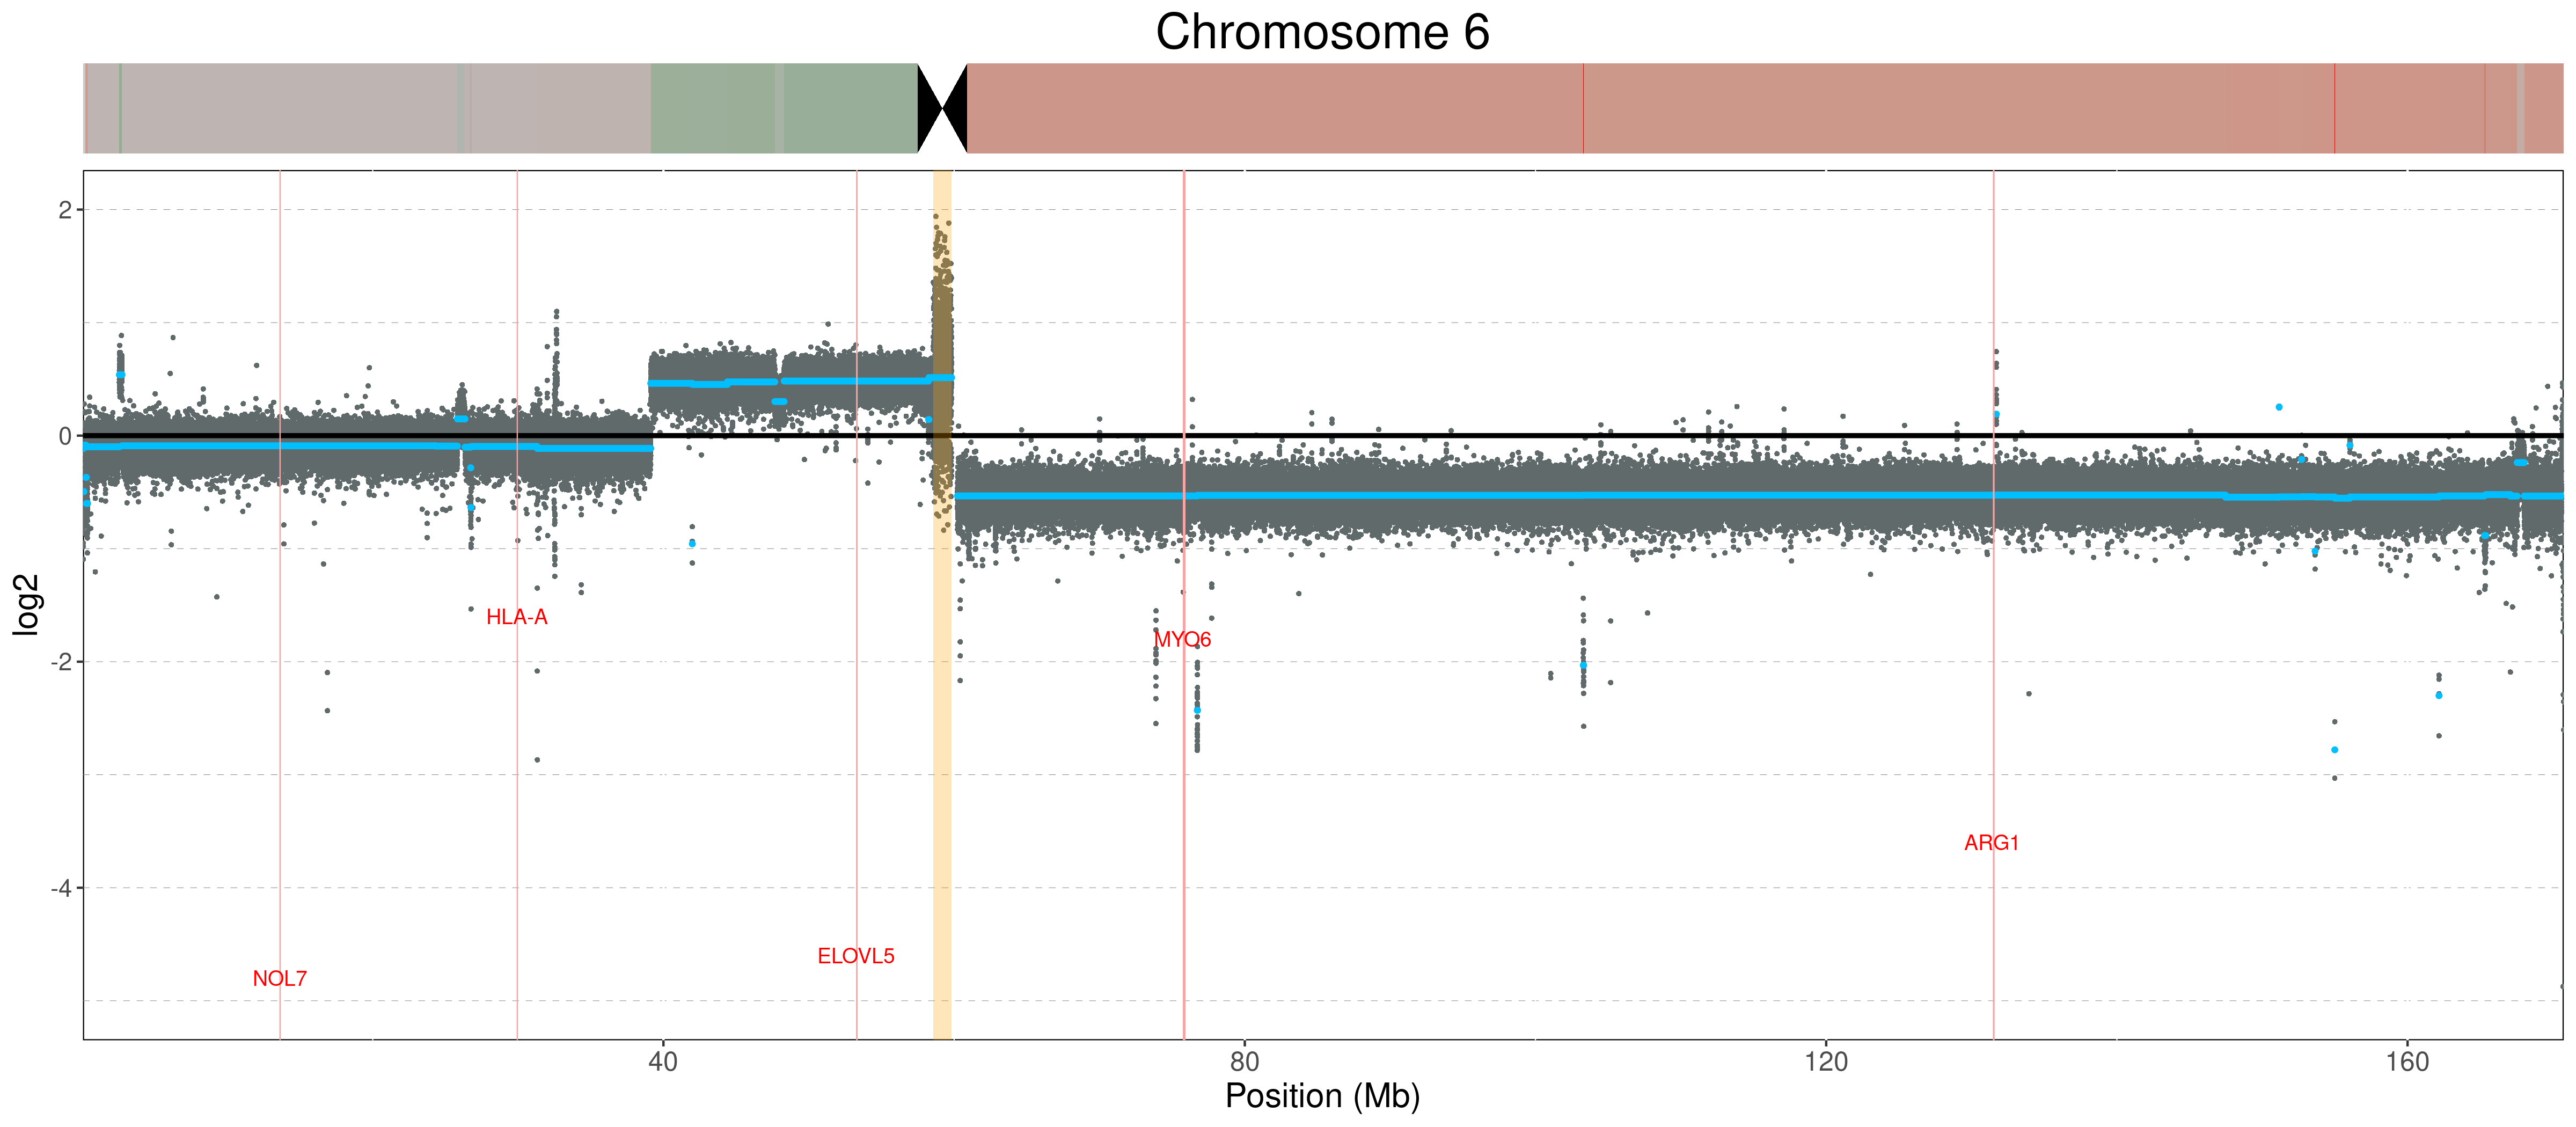 Chromosome 6
2
0
-2
-4
log2
HLA-A
MYO6
ARG1
ELOVL5
NOL7
40
80
120
160
Position (Mb)